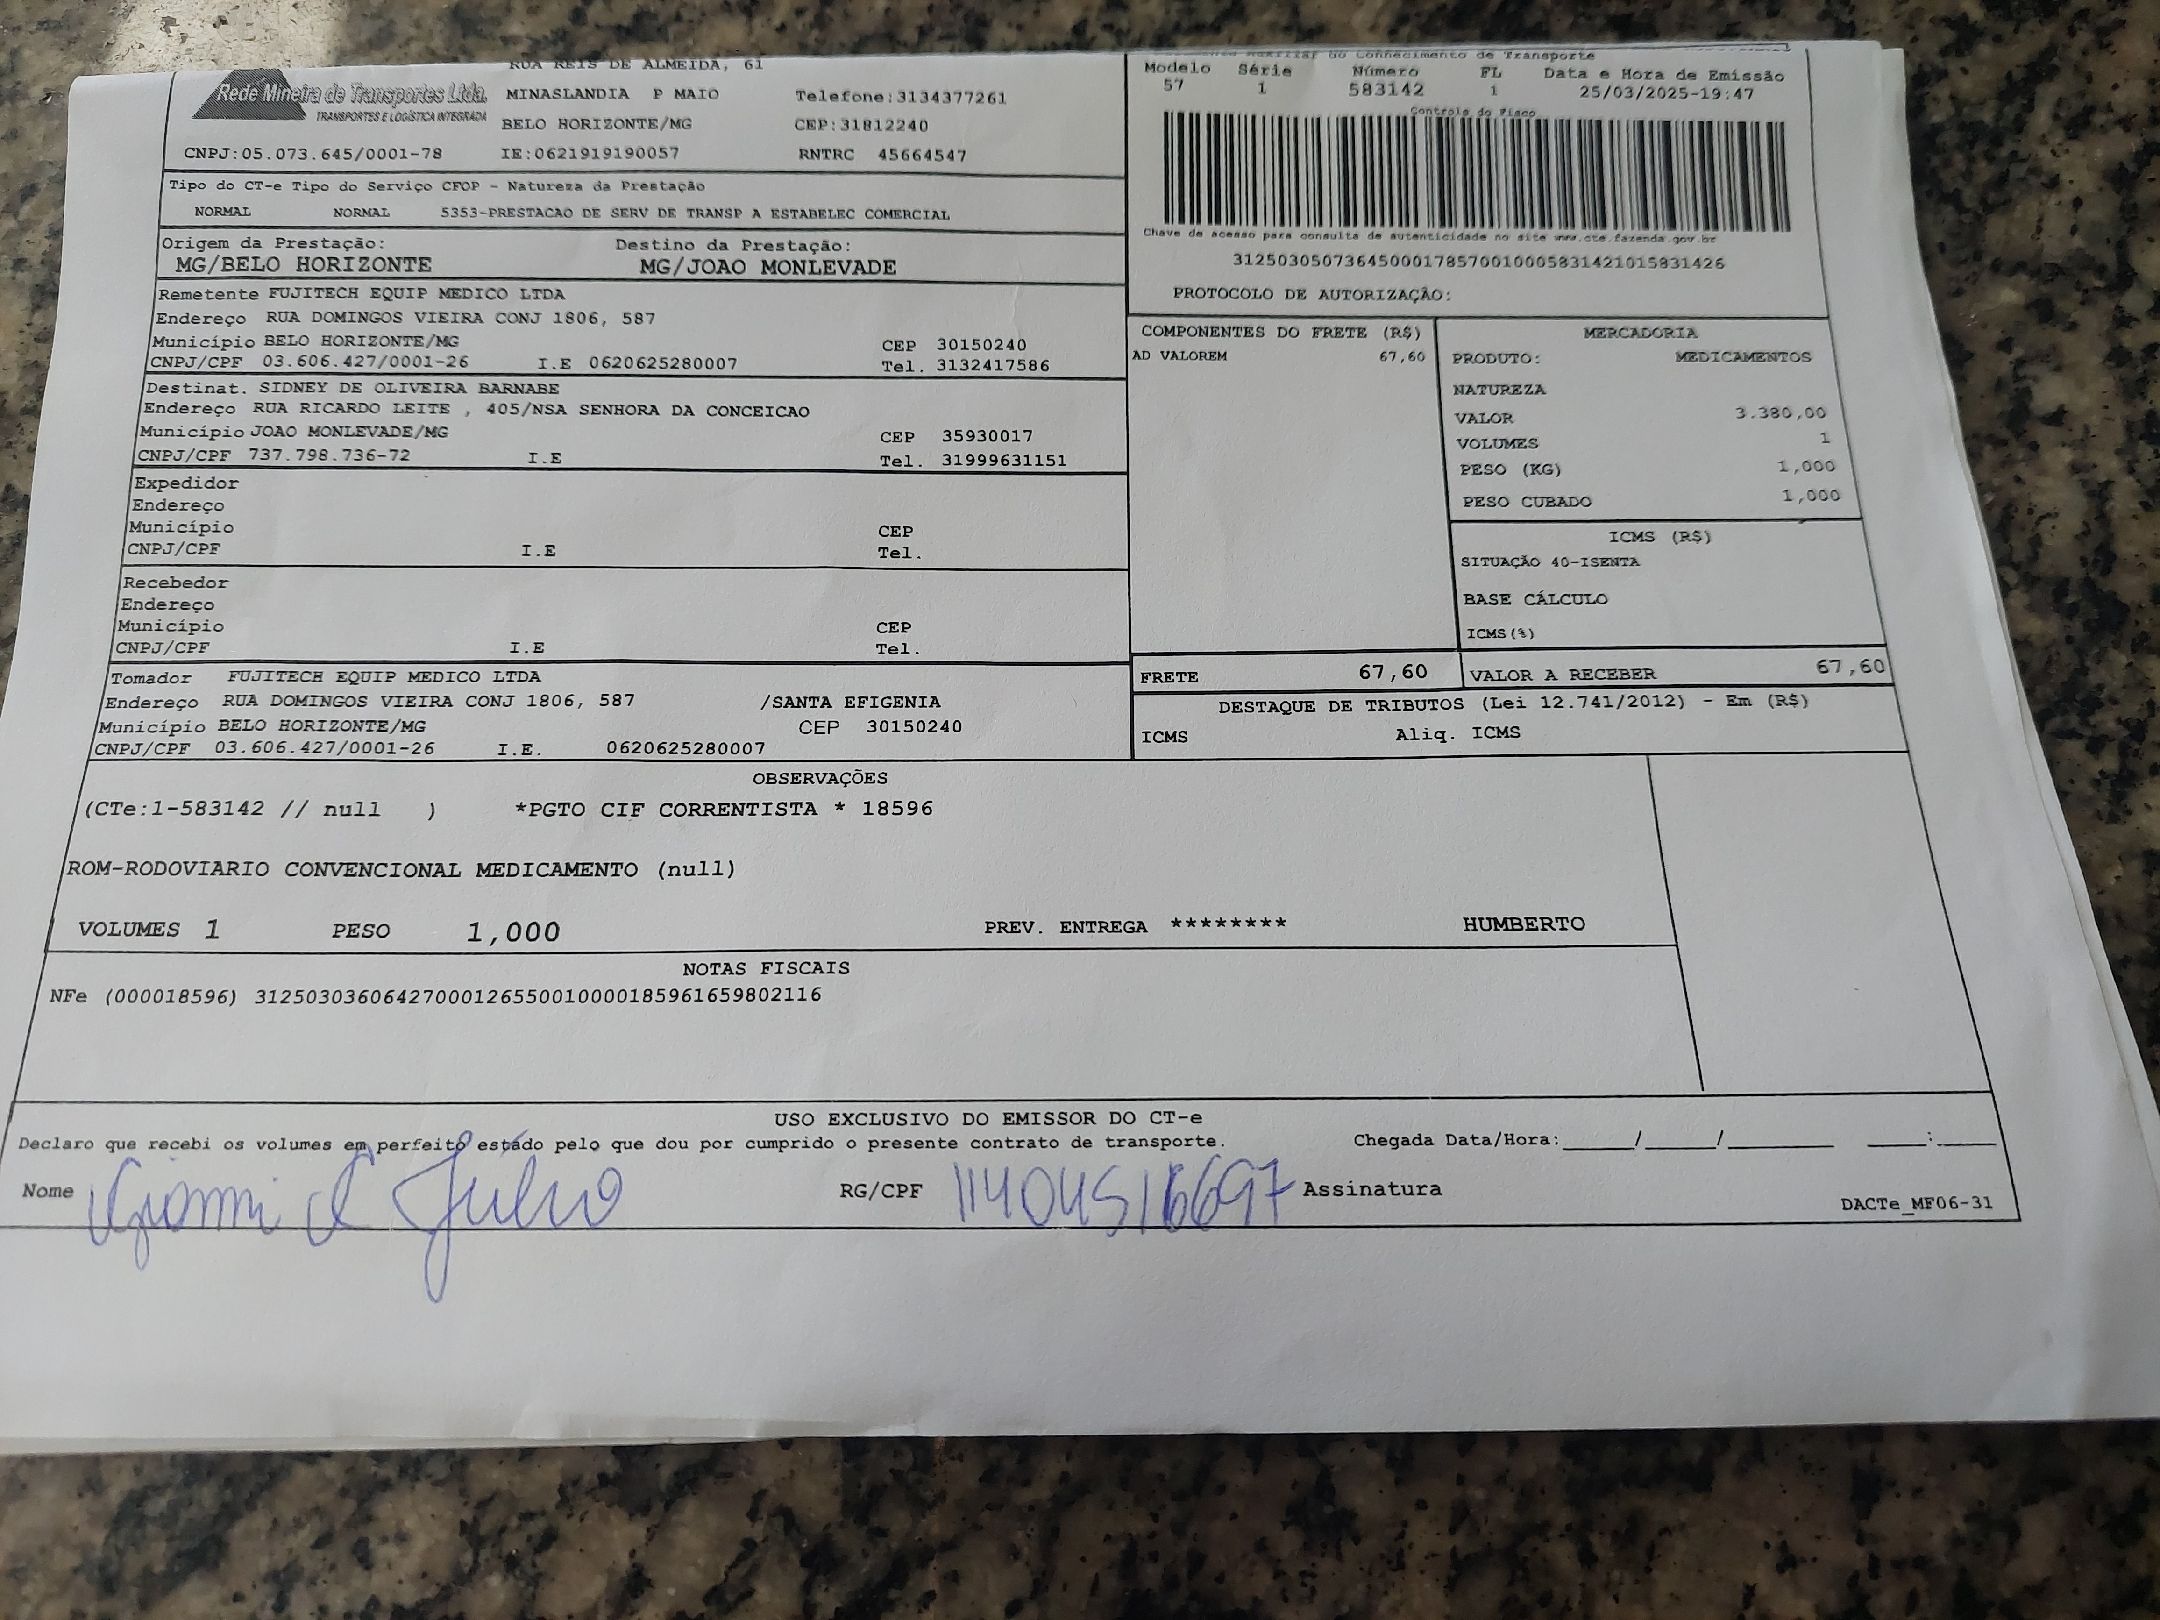 RUA REIS DE ALMEIDA, 61
Rede Mineira de Transportes Ltda.
TRANSPORTES E LOGÍSTICA INTEGRADA
MINASLANDIA P MAIO Telefone:3134377261
BELO HORIZONTE/MG CEP:31812240
CNPJ:05.073.645/0001-78 IE:0621919190057 RNTRC 45664547
Auxiliar do Conhecimento de Transporte
Modelo Série Número FL Data e Hora de Emissão
57 1 583142 1 25/03/2025-19:47
Controle do Fisco
Chave de acesso para consulta de autenticidade no site www.cte.fazenda.gov.br
31250305073645000178570010005831421015831426
PROTOCOLO DE AUTORIZAÇÃO:
Tipo do CT-e Tipo do Serviço CFOP - Natureza da Prestação
NORMAL NORMAL 5353-PRESTACAO DE SERV DE TRANSP A ESTABELEC COMERCIAL
Origem da Prestação: Destino da Prestação:
MG/BELO HORIZONTE MG/JOAO MONLEVADE
Remetente FUJITECH EQUIP MEDICO LTDA
Endereço RUA DOMINGOS VIEIRA CONJ 1806, 587
Município BELO HORIZONTE/MG CEP 30150240
CNPJ/CPF 03.606.427/0001-26 I.E 0620625280007 Tel. 3132417586
Destinat. SIDNEY DE OLIVEIRA BARNABE
Endereço RUA RICARDO LEITE , 405/NSA SENHORA DA CONCEICAO
Município JOAO MONLEVADE/MG CEP 35930017
CNPJ/CPF 737.798.736-72 I.E Tel. 31999631151
Expedidor
Endereço
Município CEP
CNPJ/CPF I.E Tel.
Recebedor
Endereço
Município CEP
CNPJ/CPF I.E Tel.
Tomador FUJITECH EQUIP MEDICO LTDA
Endereço RUA DOMINGOS VIEIRA CONJ 1806, 587 /SANTA EFIGENIA
Município BELO HORIZONTE/MG CEP 30150240
CNPJ/CPF 03.606.427/0001-26 I.E. 0620625280007
COMPONENTES DO FRETE (R$)
AD VALOREM 67,60
MERCADORIA
PRODUTO: MEDICAMENTOS
NATUREZA
VALOR 3.380,00
VOLUMES 1
PESO (KG) 1,000
PESO CUBADO 1,000
ICMS (R$)
SITUAÇÃO 40-ISENTA
BASE CÁLCULO
ICMS(%)
FRETE 67,60 VALOR A RECEBER 67,60
DESTAQUE DE TRIBUTOS (Lei 12.741/2012) - Em (R$)
ICMS Aliq. ICMS
OBSERVAÇÕES
(CTe:1-583142 // null ) *PGTO CIF CORRENTISTA * 18596
ROM-RODOVIARIO CONVENCIONAL MEDICAMENTO (null)
VOLUMES 1 PESO 1,000 PREV. ENTREGA ******** HUMBERTO
NOTAS FISCAIS
NFe (000018596) 31250303606427000126550010000185961659802116
USO EXCLUSIVO DO EMISSOR DO CT-e
Declaro que recebi os volumes em perfeito estado pelo que dou por cumprido o presente contrato de transporte. Chegada Data/Hora:____/____/______ ___:___
Nome Júlio RG/CPF Assinatura
DACTe_MF06-31